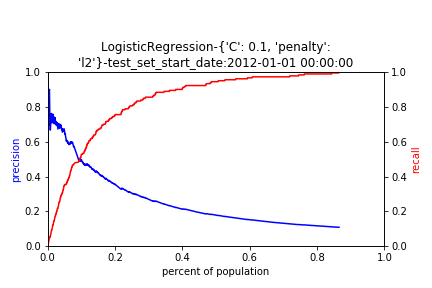 LogisticRegression-{'C': 0.1, 'penalty':
'l2'}-test_set_start_date:2012-01-01 00:00:00
1.0
0.8
0.6
0.4
0.2
0.0
precision
1.0
0.8
0.6
0.4
0.2
0.0
recall
0.0 0.2 0.4 0.6 0.8 1.0
percent of population